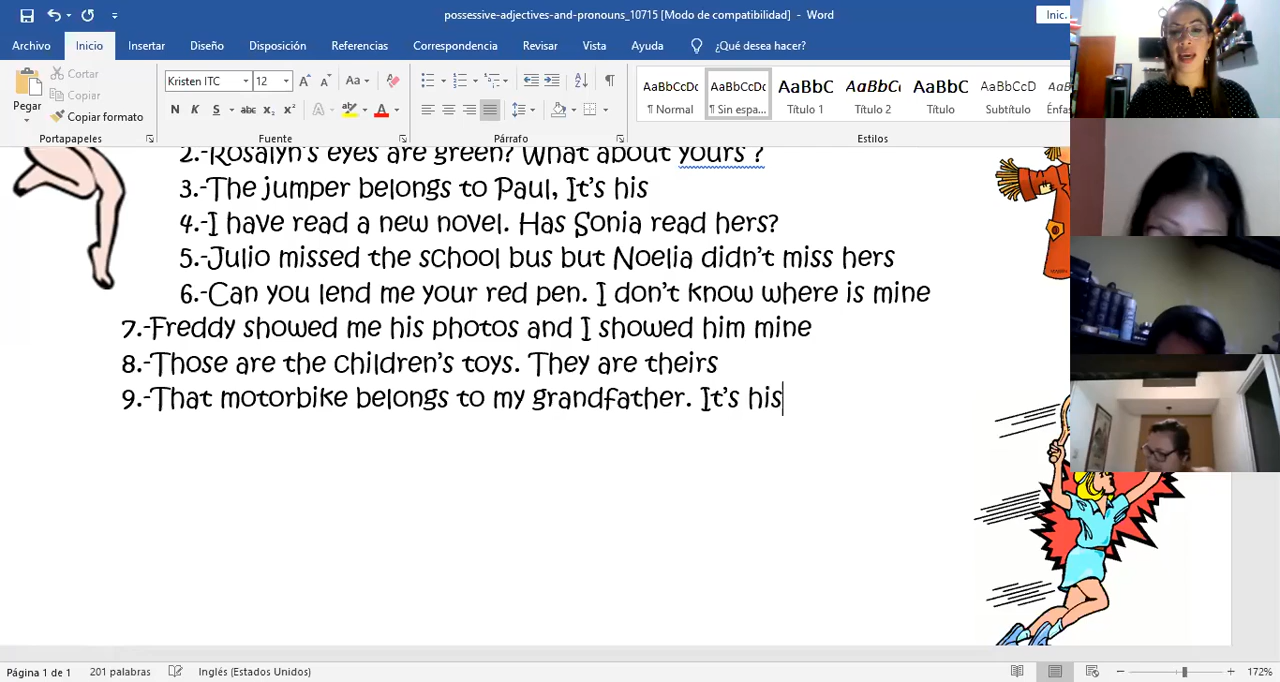 possessive-adjectives-and-pronouns_10715 [Modo de compatibilidad] - Word
Inic.
Archivo Inicio Insertar Diseño Disposición Referencias Correspondencia Revisar Vista Ayuda ¿Qué desea hacer?
Pegar
Cortar
Copiar
Copiar formato
Portapapeles
Kristen ITC 12
Aa
N K S abc x₂ x² A aby A
Fuente
Párrafo
AaBbCcDc AaBbCcDc AaBbC AaBbCc AaBbC AaBbCcD
¶ Normal ¶ Sin espa... Título 1 Título 2 Título Subtítulo Énfas
Estilos
2.-Rosalyn's eyes are green? What about yours ?
3.-The jumper belongs to Paul, It's his
4.-I have read a new novel. Has Sonia read hers?
5.-Julio missed the school bus but Noelia didn't miss hers
6.-Can you lend me your red pen. I don't know where is mine
7.-Freddy showed me his photos and I showed him mine
8.-Those are the children's toys. They are theirs
9.-That motorbike belongs to my grandfather. It's his
Página 1 de 1 201 palabras Inglés (Estados Unidos) 172%